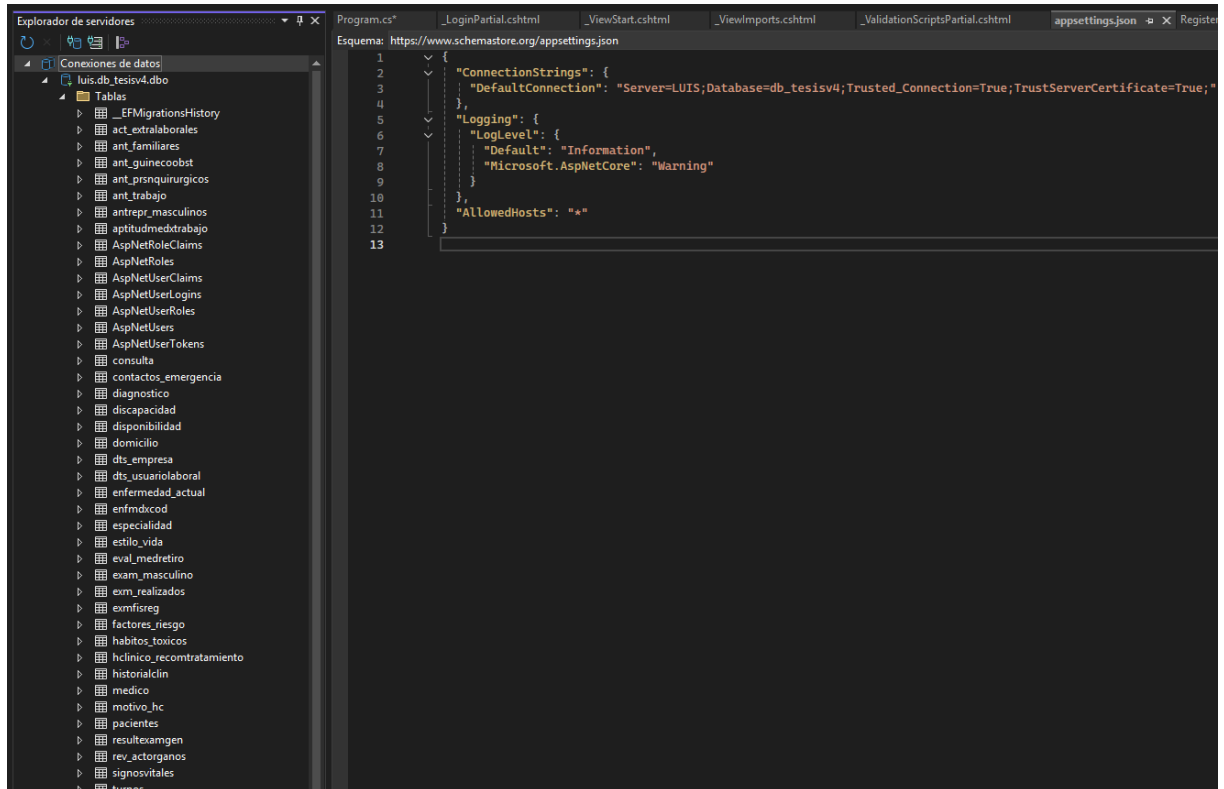 Explorador de servidores
Conexiones de datos
luis.db_tesisv4.dbo
Tablas
__EFMigrationsHistory
act_extralaborales
ant_familiares
ant_guinecoobst
ant_prsnquirurgicos
ant_trabajo
antrepr_masculinos
aptitudmedxtrabajo
AspNetRoleClaims
AspNetRoles
AspNetUserClaims
AspNetUserLogins
AspNetUserRoles
AspNetUsers
AspNetUserTokens
consulta
contactos_emergencia
diagnostico
discapacidad
disponibilidad
domicilio
dts_empresa
dts_usuariolaboral
enfermedad_actual
enfmdxcod
especialidad
estilo_vida
eval_medretiro
exam_masculino
exm_realizados
exmfisreg
factores_riesgo
habitos_toxicos
hclinico_recomtratamiento
historialclin
medico
motivo_hc
pacientes
resultexamgen
rev_actorganos
signosvitales
turnos
Program.cs* _LoginPartial.cshtml _ViewStart.cshtml _ViewImports.cshtml _ValidationScriptsPartial.cshtml appsettings.json Register
Esquema: https://www.schemastore.org/appsettings.json
1 {
2 "ConnectionStrings": {
3 "DefaultConnection": "Server=LUIS;Database=db_tesisv4;Trusted_Connection=True;TrustServerCertificate=True;"
4 },
5 "Logging": {
6 "LogLevel": {
7 "Default": "Information",
8 "Microsoft.AspNetCore": "Warning"
9 }
10 },
11 "AllowedHosts": "*"
12 }
13